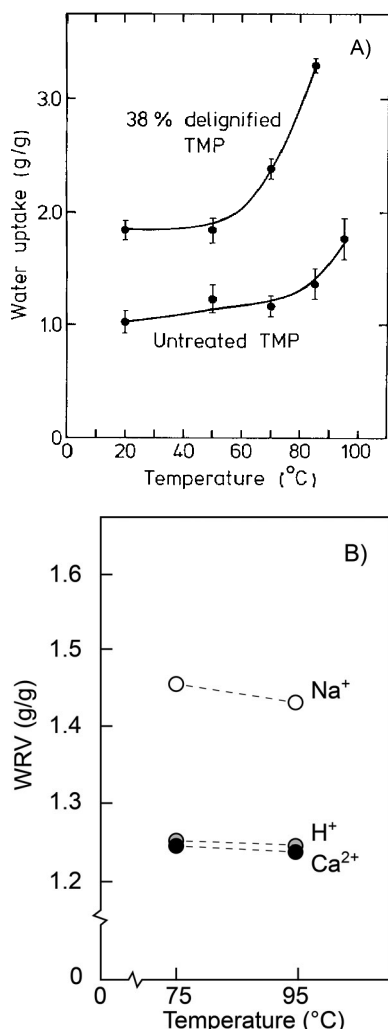 A)
3.0
2.0
1.0
0
Water uptake (g/g)
38 % delignified
TMP
Untreated TMP
0 20 40 60 80 100
Temperature (°C)
B)
1.6
1.5
1.4
1.3
1.2
0
WRV (g/g)
Na⁺
H⁺
Ca²⁺
0 75 95
Temperature (°C)